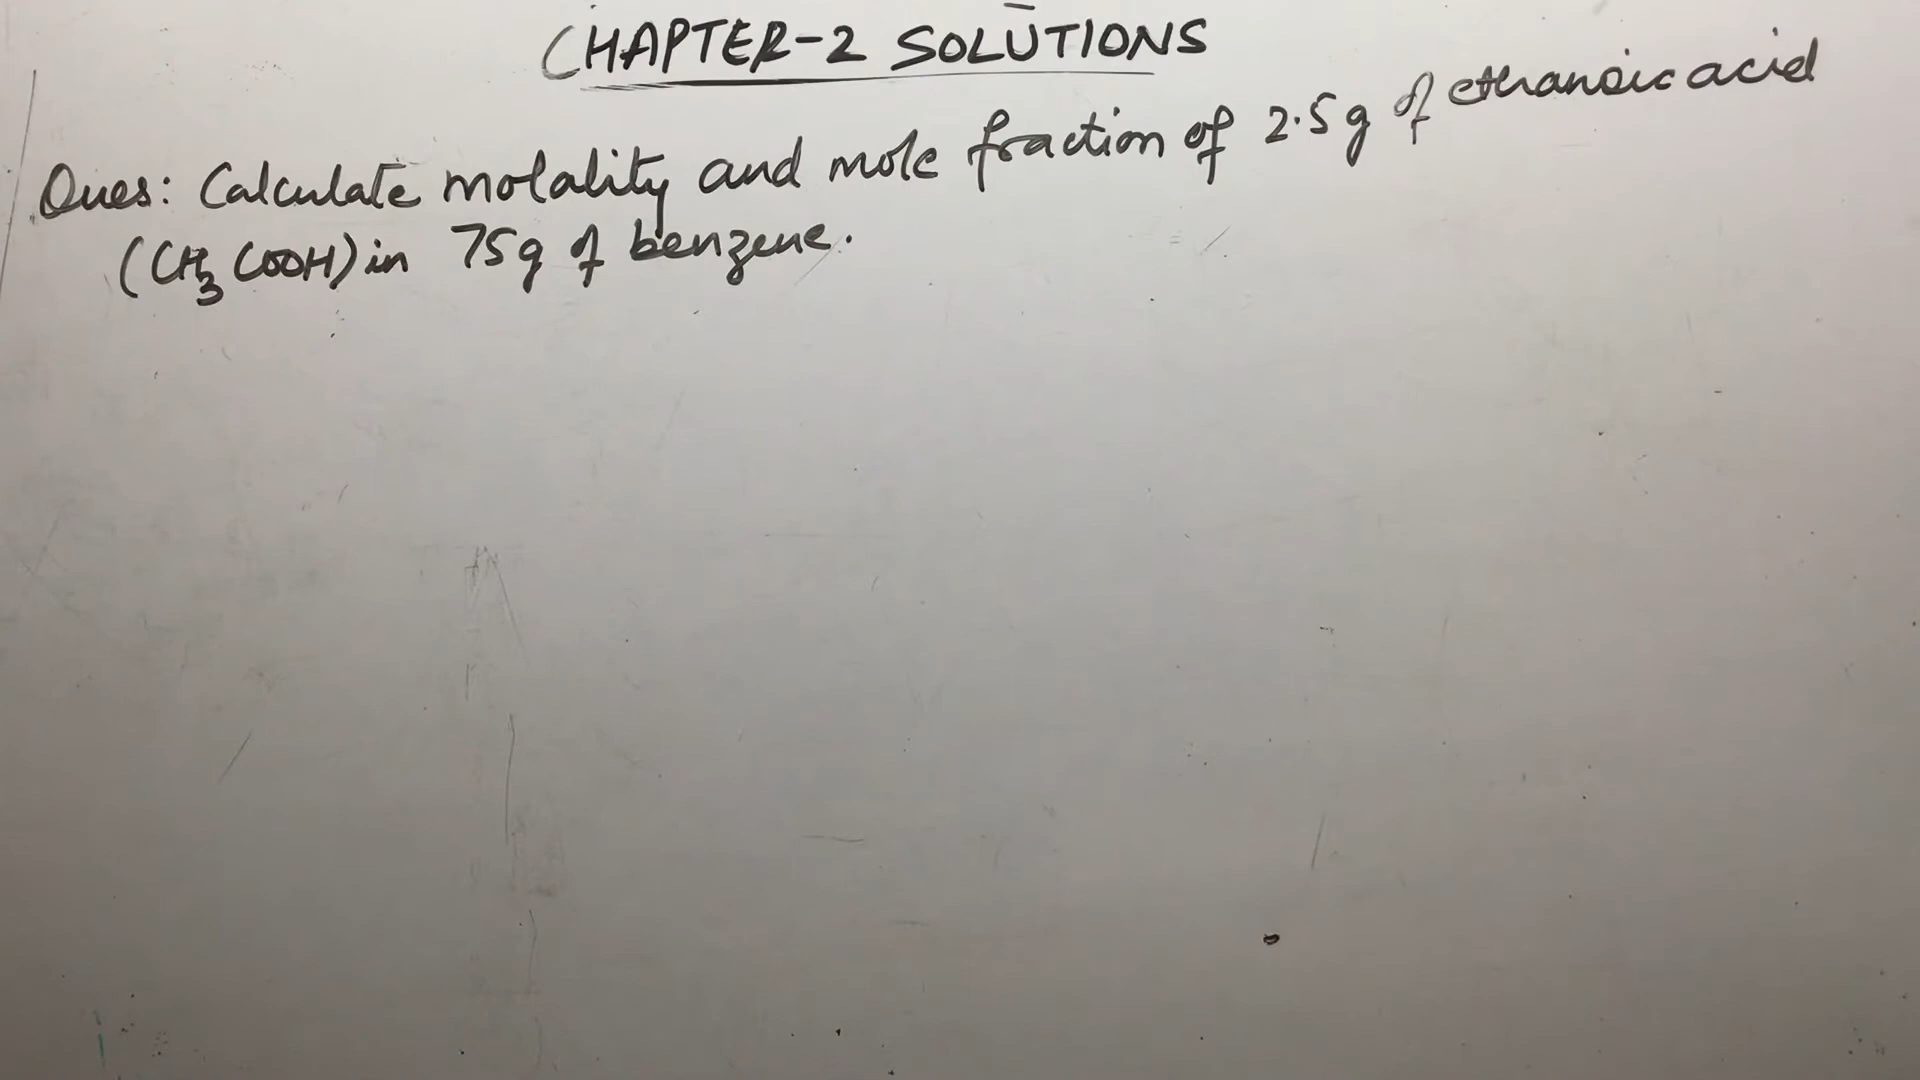 CHAPTER-2 SOLUTIONS
Ques: Calculate molality and mole fraction of 2.5g of ethanoic acid
(CH₃COOH) in 75g of benzene.